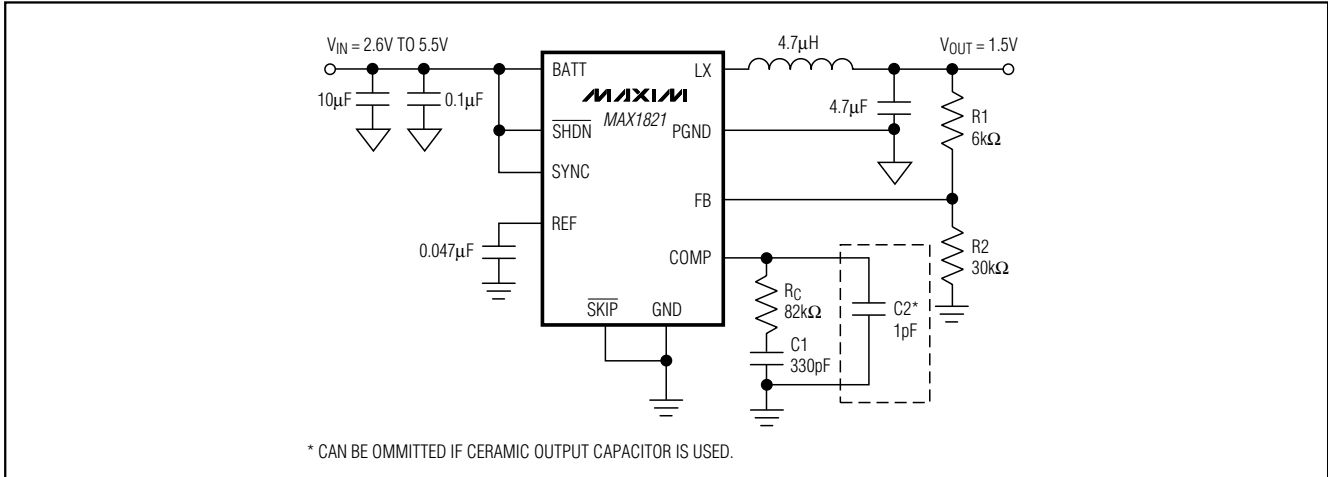 V_IN = 2.6V TO 5.5V
4.7µH
V_OUT = 1.5V
BATT
LX
MAXIM
MAX1821
10µF
0.1µF
4.7µF
R1
6kΩ
SHDN
PGND
SYNC
FB
REF
0.047µF
COMP
R2
30kΩ
R_C
82kΩ
C2*
1pF
SKIP
GND
C1
330pF
* CAN BE OMMITTED IF CERAMIC OUTPUT CAPACITOR IS USED.